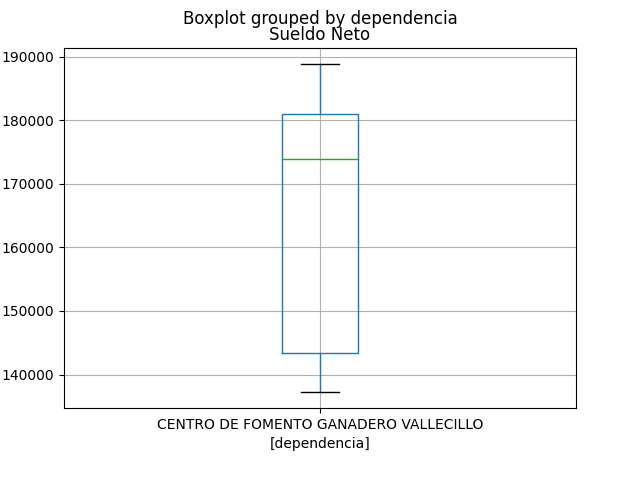 Boxplot grouped by dependencia
Sueldo Neto
190000
180000
170000
160000
150000
140000
CENTRO DE FOMENTO GANADERO VALLECILLO
[dependencia]